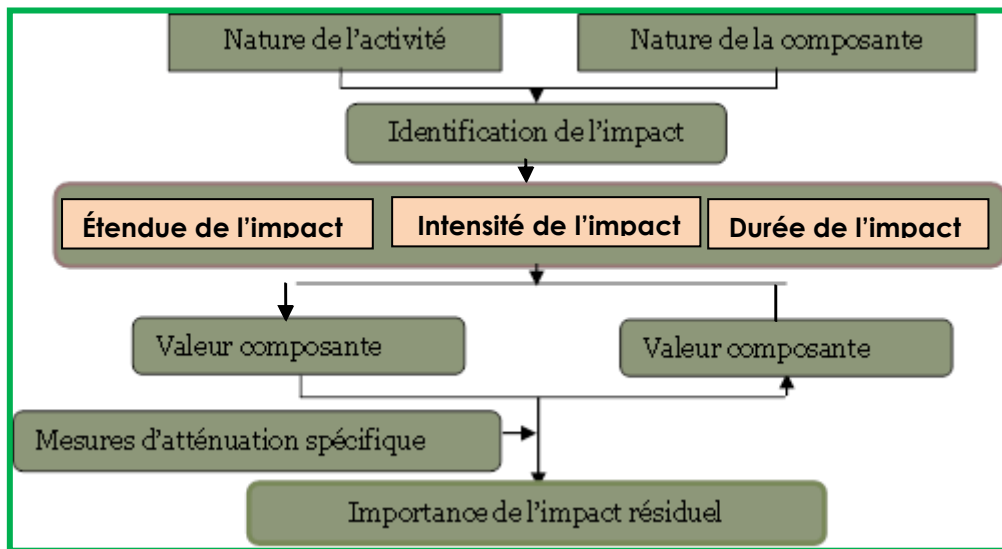 Nature de l'activité
Nature de la composante
Identification de l'impact
Étendue de l'impact
Intensité de l'impact
Durée de l'impact
Valeur composante
Valeur composante
Mesures d'atténuation spécifique
Importance de l'impact résiduel